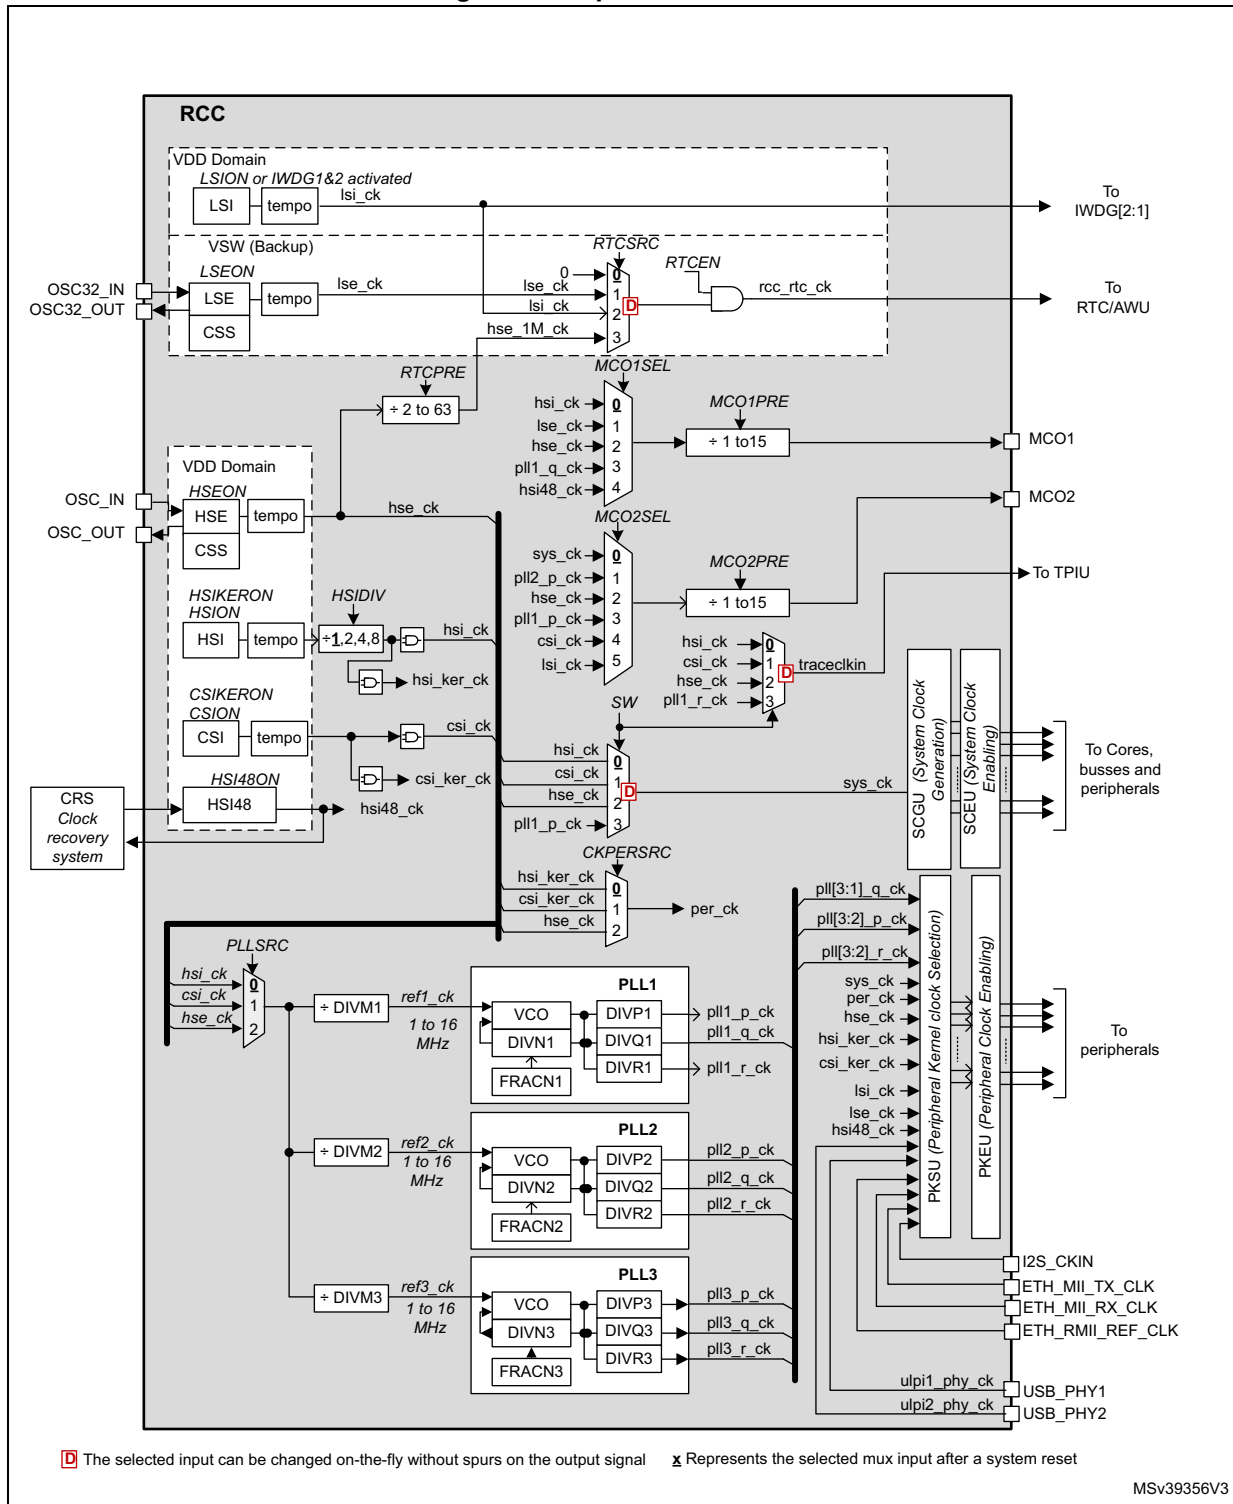 RCC
VDD Domain
LSION or IWDG1&2 activated
LSI
tempo
lsi_ck
To
IWDG[2:1]
VSW (Backup)
LSEON
OSC32_IN
OSC32_OUT
LSE
tempo
CSS
lse_ck
RTCSRC
0
lse_ck
lsi_ck
hse_1M_ck
0
1
2
3
D
RTCEN
rcc_rtc_ck
To
RTC/AWU
RTCPRE
÷ 2 to 63
MCO1SEL
hsi_ck
lse_ck
hse_ck
pll1_q_ck
hsi48_ck
0
1
2
3
4
MCO1PRE
÷ 1 to15
MCO1
VDD Domain
HSEON
OSC_IN
OSC_OUT
HSE
tempo
CSS
hse_ck
MCO2SEL
sys_ck
pll2_p_ck
hse_ck
pll1_p_ck
csi_ck
lsi_ck
0
1
2
3
4
5
MCO2PRE
÷ 1 to15
MCO2
To TPIU
HSIKERON
HSION
HSI
tempo
HSIDIV
÷1,2,4,8
hsi_ck
hsi_ker_ck
hsi_ck
csi_ck
hse_ck
pll1_r_ck
0
1
2
3
D
traceclkin
CSIKERON
CSION
CSI
tempo
csi_ck
csi_ker_ck
HSI48ON
HSI48
hsi48_ck
CRS
Clock
recovery
system
SW
hsi_ck
csi_ck
hse_ck
pll1_p_ck
0
1
2
3
D
sys_ck
SCGU (System Clock
Generation)
SCEU (System Clock
Enabling)
To Cores,
busses and
peripherals
CKPERSRC
hsi_ker_ck
csi_ker_ck
hse_ck
0
1
2
per_ck
PLLSRC
hsi_ck
csi_ck
hse_ck
0
1
2
÷ DIVM1
ref1_ck
1 to 16
MHz
PLL1
VCO
DIVN1
FRACN1
DIVP1
DIVQ1
DIVR1
pll1_p_ck
pll1_q_ck
pll1_r_ck
÷ DIVM2
ref2_ck
1 to 16
MHz
PLL2
VCO
DIVN2
FRACN2
DIVP2
DIVQ2
DIVR2
pll2_p_ck
pll2_q_ck
pll2_r_ck
÷ DIVM3
ref3_ck
1 to 16
MHz
PLL3
VCO
DIVN3
FRACN3
DIVP3
DIVQ3
DIVR3
pll3_p_ck
pll3_q_ck
pll3_r_ck
pll[3:1]_q_ck
pll[3:2]_p_ck
pll[3:2]_r_ck
sys_ck
per_ck
hse_ck
hsi_ker_ck
csi_ker_ck
lsi_ck
lse_ck
hsi48_ck
PKSU (Peripheral Kernel clock Selection)
PKEU (Peripheral Clock Enabling)
To
peripherals
I2S_CKIN
ETH_MII_TX_CLK
ETH_MII_RX_CLK
ETH_RMII_REF_CLK
ulpi1_phy_ck
USB_PHY1
ulpi2_phy_ck
USB_PHY2
D The selected input can be changed on-the-fly without spurs on the output signal
x Represents the selected mux input after a system reset
MSv39356V3